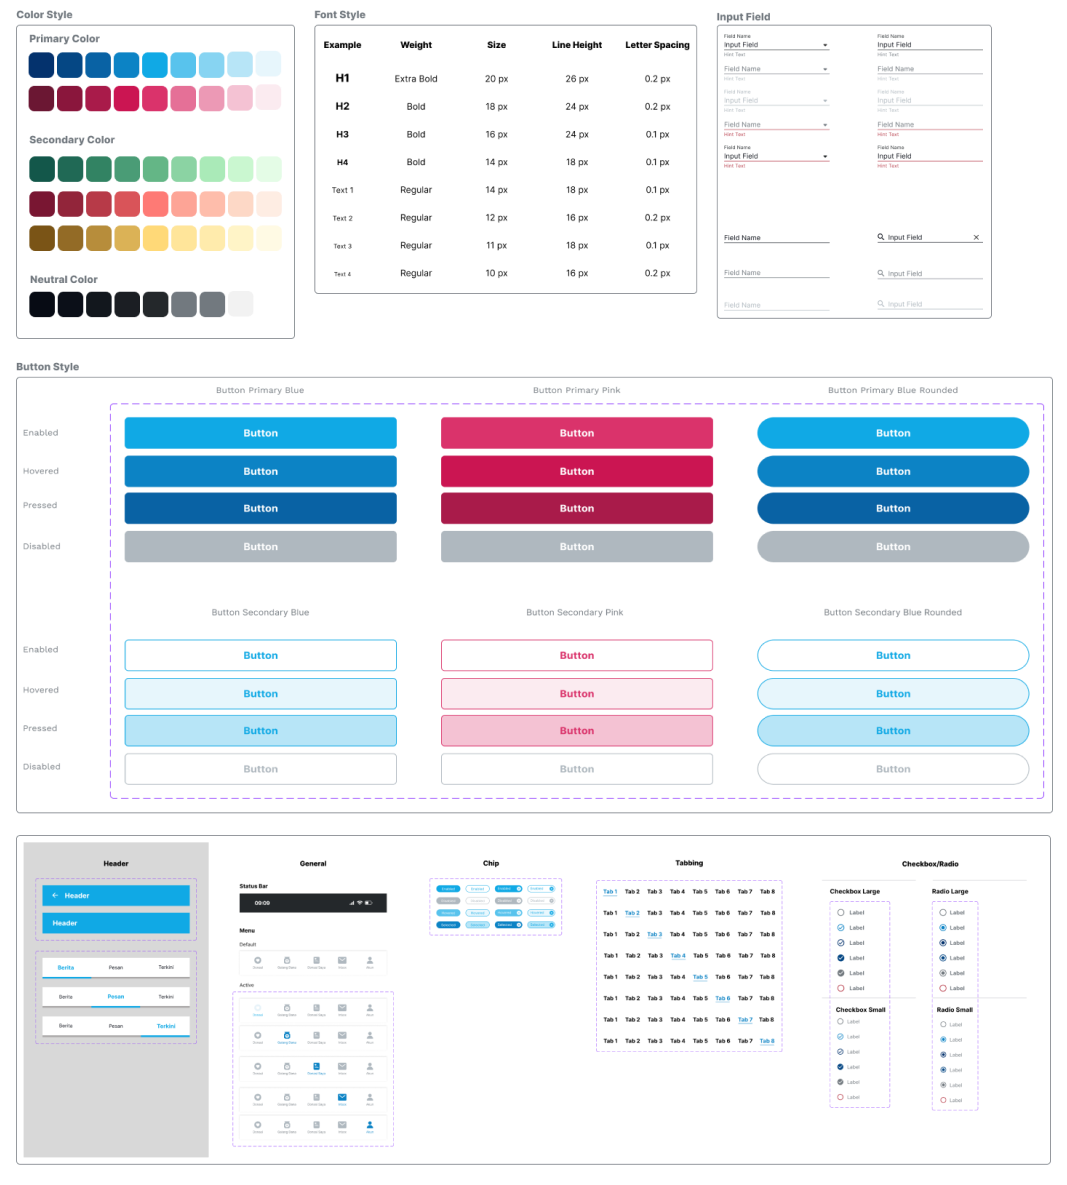 Color Style
Primary Color
Secondary Color
Neutral Color
Font Style
Example Weight Size Line Height Letter Spacing
H1 Extra Bold 20 px 26 px 0.2 px
H2 Bold 18 px 24 px 0.2 px
H3 Bold 16 px 24 px 0.1 px
H4 Bold 14 px 18 px 0.1 px
Text 1 Regular 14 px 18 px 0.1 px
Text 2 Regular 12 px 16 px 0.2 px
Text 3 Regular 11 px 18 px 0.1 px
Text 4 Regular 10 px 16 px 0.2 px
Input Field
Field Name Field Name
Input Field Input Field
Hint Text Hint Text
Field Name Field Name
Hint Text Hint Text
Field Name Field Name
Input Field Input Field
Hint Text Hint Text
Field Name Field Name
Hint Text Hint Text
Field Name Field Name
Input Field Input Field
Hint Text Hint Text
Field Name Input Field
Field Name Input Field
Field Name Input Field
Button Style
Button Primary Blue Button Primary Pink Button Primary Blue Rounded
Enabled Button Button Button
Hovered Button Button Button
Pressed Button Button Button
Disabled Button Button Button
Button Secondary Blue Button Secondary Pink Button Secondary Blue Rounded
Enabled Button Button Button
Hovered Button Button Button
Pressed Button Button Button
Disabled Button Button Button
Header
Header
Header
Berita Pesan Terkini
Berita Pesan Terkini
Berita Pesan Terkini
General
Status Bar
09:09
Menu
Default
Active
Chip
Tabbing
Tab 1 Tab 2 Tab 3 Tab 4 Tab 5 Tab 6 Tab 7 Tab 8
Tab 1 Tab 2 Tab 3 Tab 4 Tab 5 Tab 6 Tab 7 Tab 8
Tab 1 Tab 2 Tab 3 Tab 4 Tab 5 Tab 6 Tab 7 Tab 8
Tab 1 Tab 2 Tab 3 Tab 4 Tab 5 Tab 6 Tab 7 Tab 8
Tab 1 Tab 2 Tab 3 Tab 4 Tab 5 Tab 6 Tab 7 Tab 8
Tab 1 Tab 2 Tab 3 Tab 4 Tab 5 Tab 6 Tab 7 Tab 8
Tab 1 Tab 2 Tab 3 Tab 4 Tab 5 Tab 6 Tab 7 Tab 8
Tab 1 Tab 2 Tab 3 Tab 4 Tab 5 Tab 6 Tab 7 Tab 8
Checkbox/Radio
Checkbox Large Radio Large
Label Label
Label Label
Label Label
Label Label
Label Label
Label Label
Checkbox Small Radio Small
Label Label
Label Label
Label Label
Label Label
Label Label
Label Label